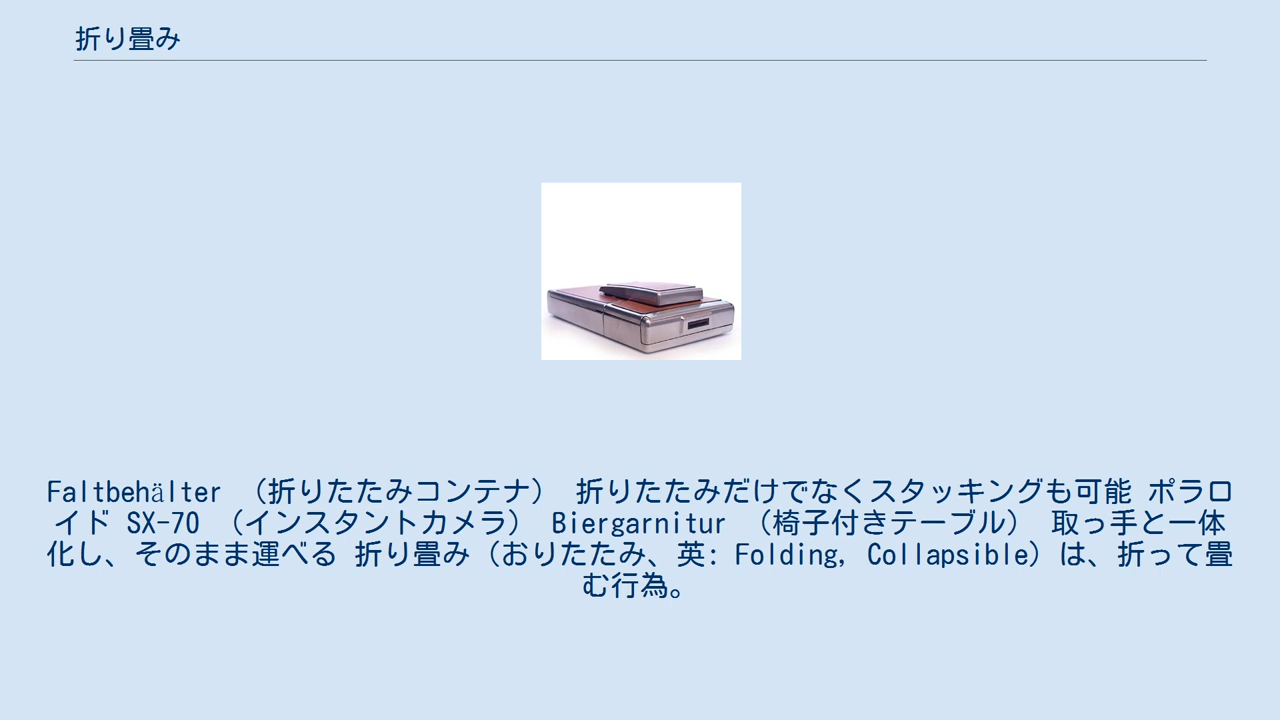 折り畳み
Faltbehälter （折りたたみコンテナ） 折りたたみだけでなくスタッキングも可能 ポラロ
イド SX-70 （インスタントカメラ） Biergarnitur （椅子付きテーブル） 取っ手と一体
化し、そのまま運べる 折り畳み（おりたたみ、英: Folding, Collapsible）は、折って畳
む行為。